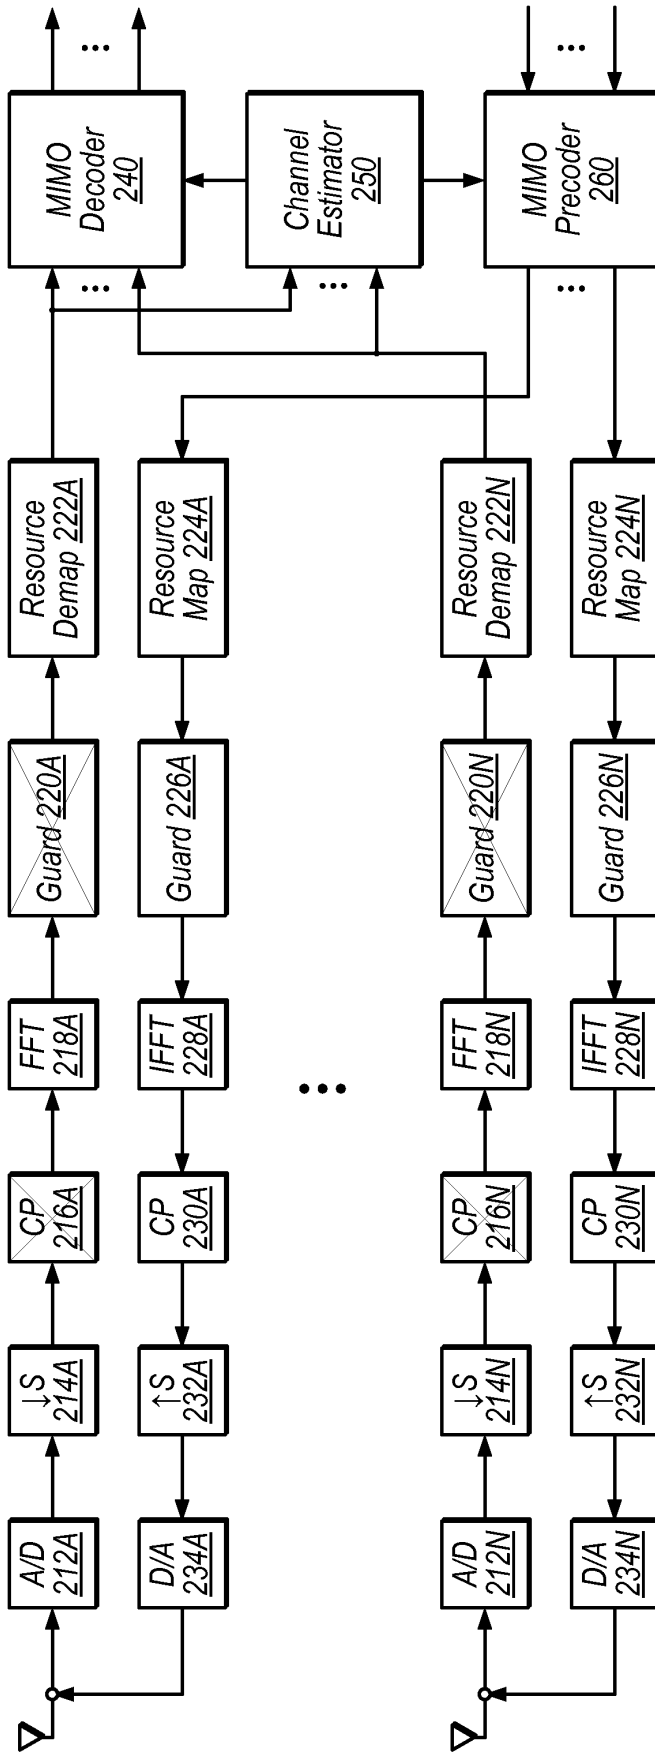 MIMO
Decoder
240
Channel
Estimator
250
MIMO
Precoder
260
Resource
Demap 222A
Resource
Map 224A
Resource
Demap 222N
Resource
Map 224N
Guard 220A
Guard 226A
Guard 220N
Guard 226N
FFT
218A
IFFT
228A
FFT
218N
IFFT
228N
CP
216A
CP
230A
CP
216N
CP
230N
↓S
214A
↑S
232A
↓S
214N
↑S
232N
A/D
212A
D/A
234A
A/D
212N
D/A
234N